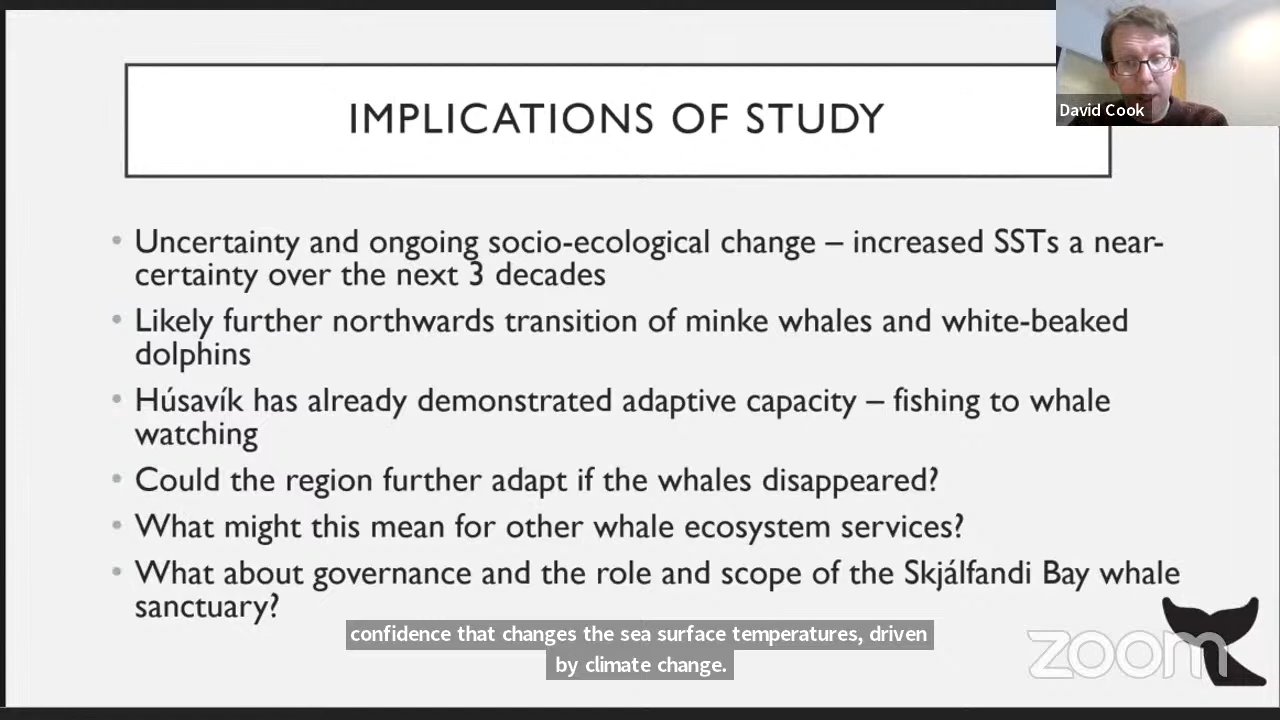 IMPLICATIONS OF STUDY
David Cook
• Uncertainty and ongoing socio-ecological change – increased SSTs a near-
certainty over the next 3 decades
• Likely further northwards transition of minke whales and white-beaked
dolphins
• Húsavík has already demonstrated adaptive capacity – fishing to whale
watching
• Could the region further adapt if the whales disappeared?
• What might this mean for other whale ecosystem services?
• What about governance and the role and scope of the Skjálfandi Bay whale
sanctuary?
confidence that changes the sea surface temperatures, driven
by climate change.
zoom